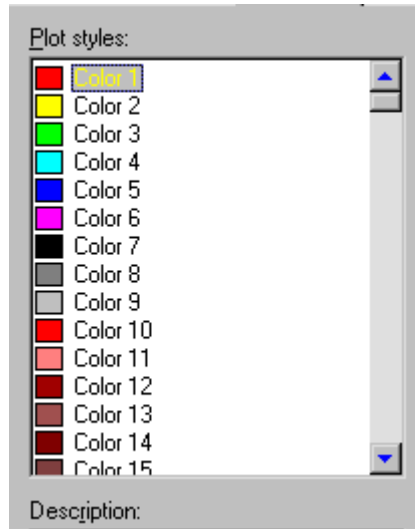 Plot styles:
Color 1
Color 2
Color 3
Color 4
Color 5
Color 6
Color 7
Color 8
Color 9
Color 10
Color 11
Color 12
Color 13
Color 14
Color 15
Description: